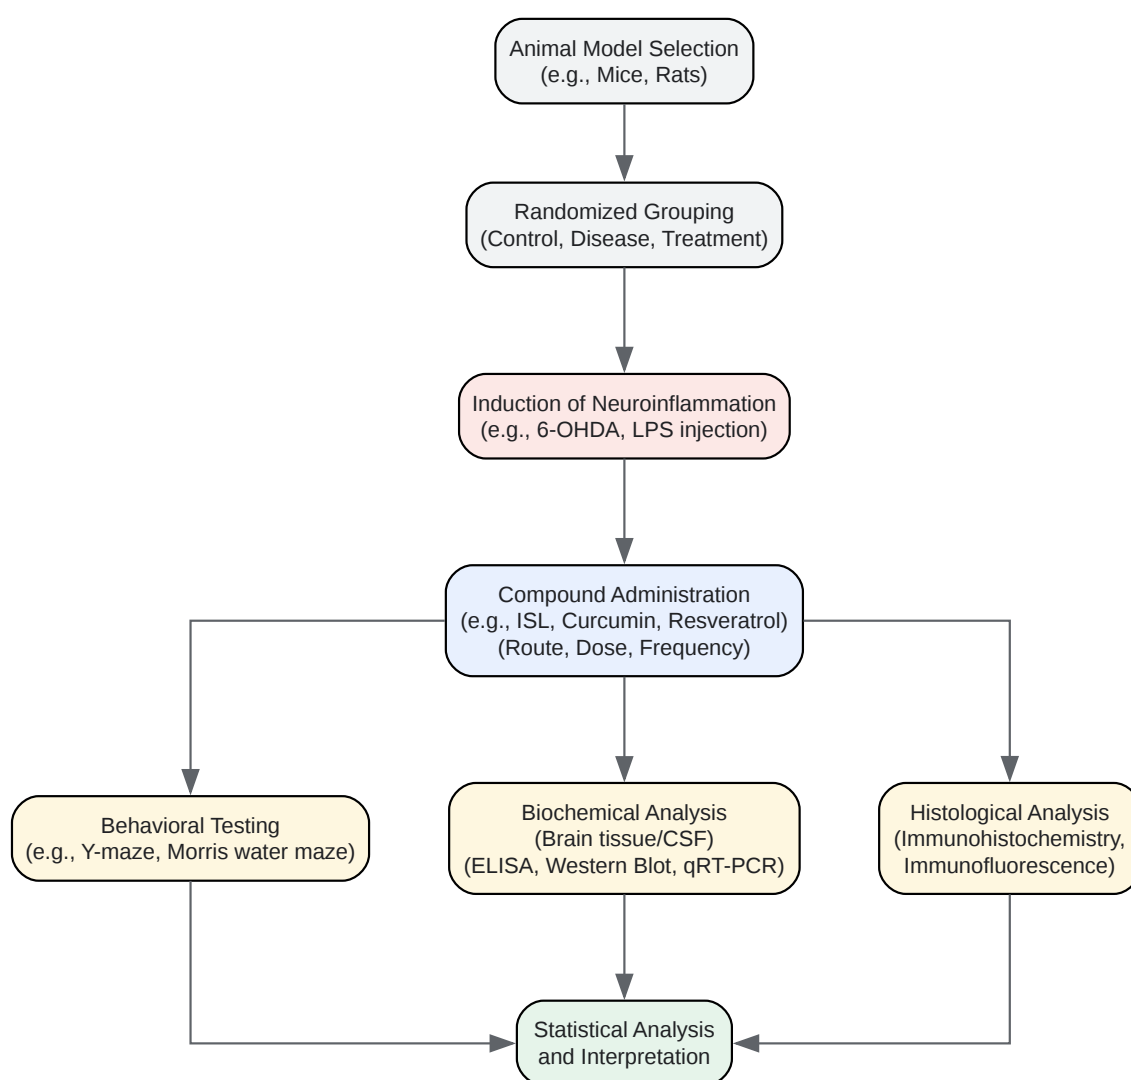 Animal Model Selection
(e.g., Mice, Rats)
Randomized Grouping
(Control, Disease, Treatment)
Induction of Neuroinflammation
(e.g., 6-OHDA, LPS injection)
Compound Administration
(e.g., ISL, Curcumin, Resveratrol)
(Route, Dose, Frequency)
Behavioral Testing
(e.g., Y-maze, Morris water maze)
Biochemical Analysis
(Brain tissue/CSF)
(ELISA, Western Blot, qRT-PCR)
Histological Analysis
(Immunohistochemistry,
Immunofluorescence)
Statistical Analysis
and Interpretation